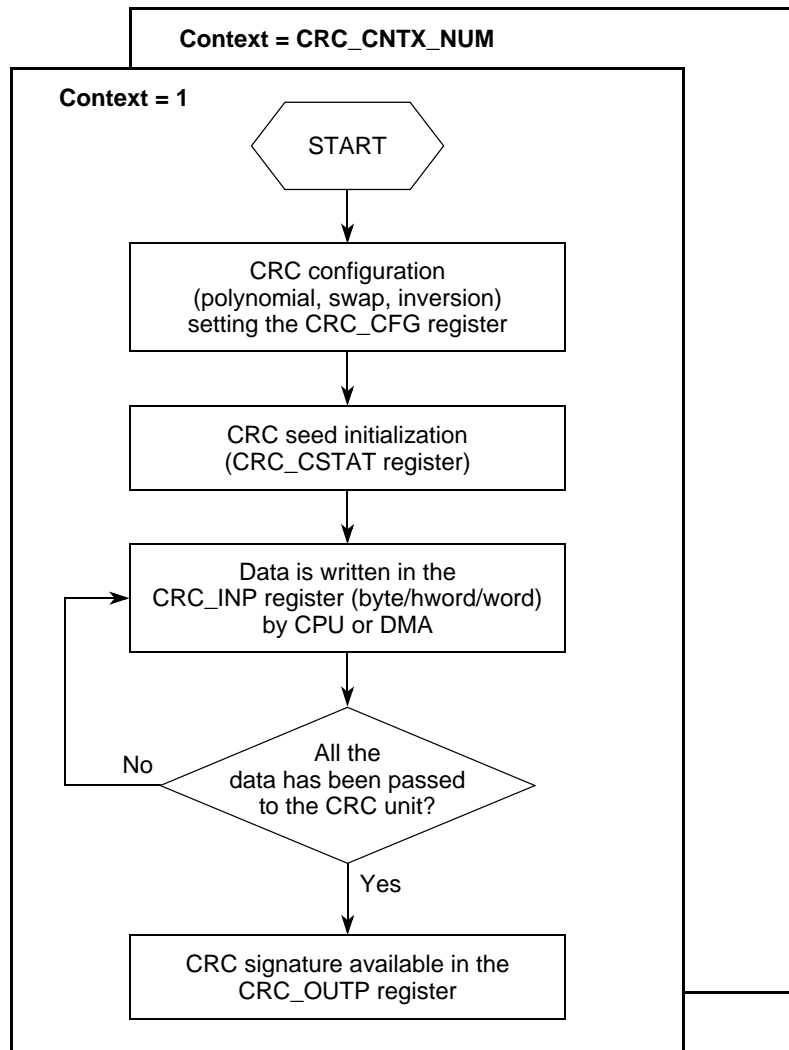 Context = CRC_CNTX_NUM
Context = 1
START
CRC configuration
(polynomial, swap, inversion)
setting the CRC_CFG register
CRC seed initialization
(CRC_CSTAT register)
Data is written in the
CRC_INP register (byte/hword/word)
by CPU or DMA
All the
data has been passed
to the CRC unit?
No
Yes
CRC signature available in the
CRC_OUTP register